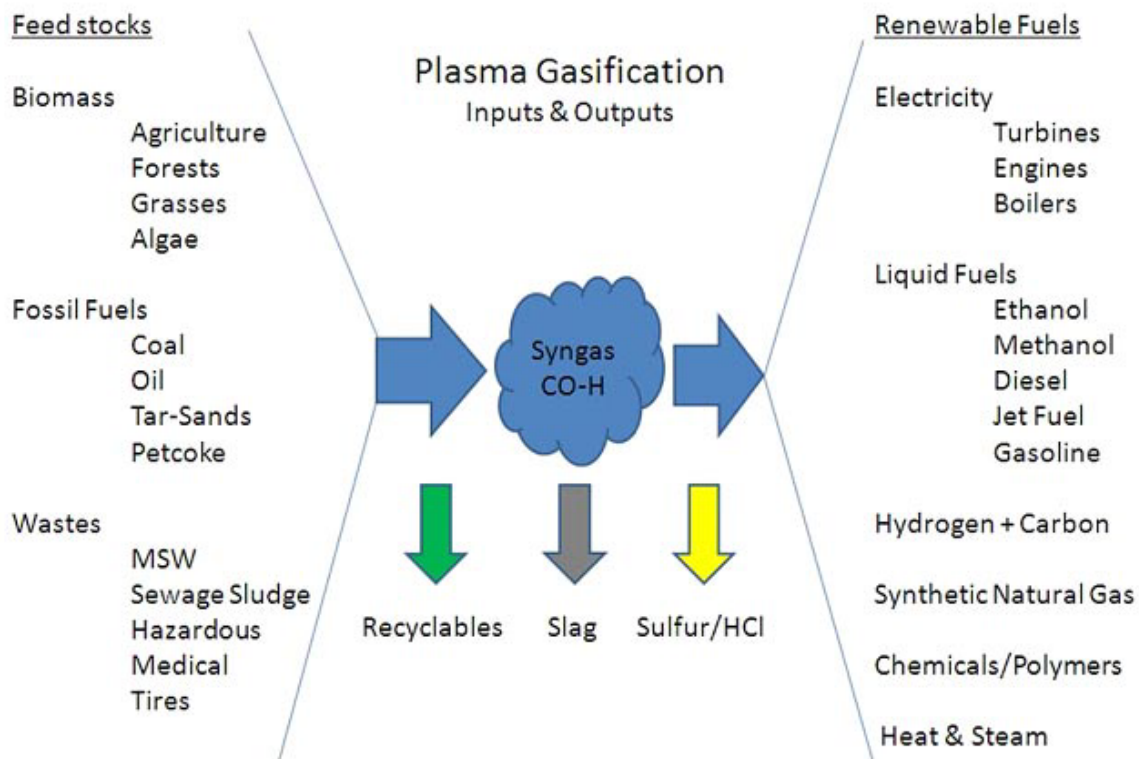 Feed stocks
Biomass
Agriculture
Forests
Grasses
Algae
Fossil Fuels
Coal
Oil
Tar-Sands
Petcoke
Wastes
MSW
Sewage Sludge
Hazardous
Medical
Tires
Plasma Gasification
Inputs & Outputs
Syngas
CO-H
Recyclables
Slag
Sulfur/HCl
Renewable Fuels
Electricity
Turbines
Engines
Boilers
Liquid Fuels
Ethanol
Methanol
Diesel
Jet Fuel
Gasoline
Hydrogen + Carbon
Synthetic Natural Gas
Chemicals/Polymers
Heat & Steam